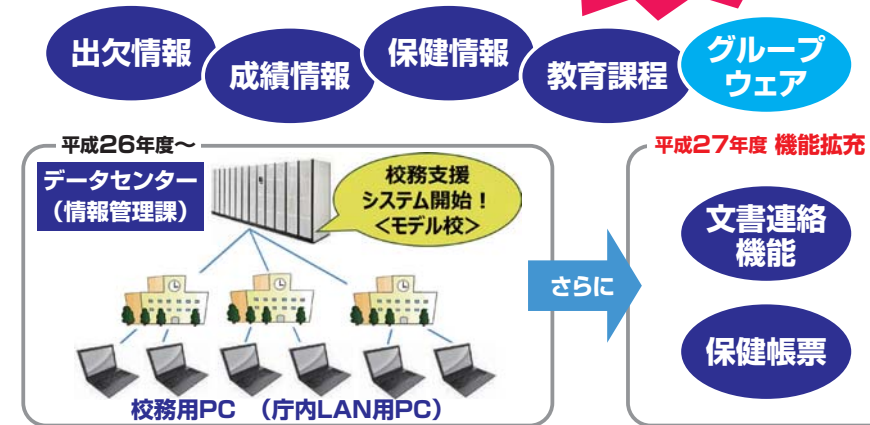 出欠情報
成績情報
保健情報
教育課程
グループ
ウェア
平成26年度～
データセンター
（情報管理課）
校務支援
システム開始！
＜モデル校＞
校務用PC （庁内LAN用PC）
さらに
平成27年度 機能拡充
文書連絡
機能
保健帳票